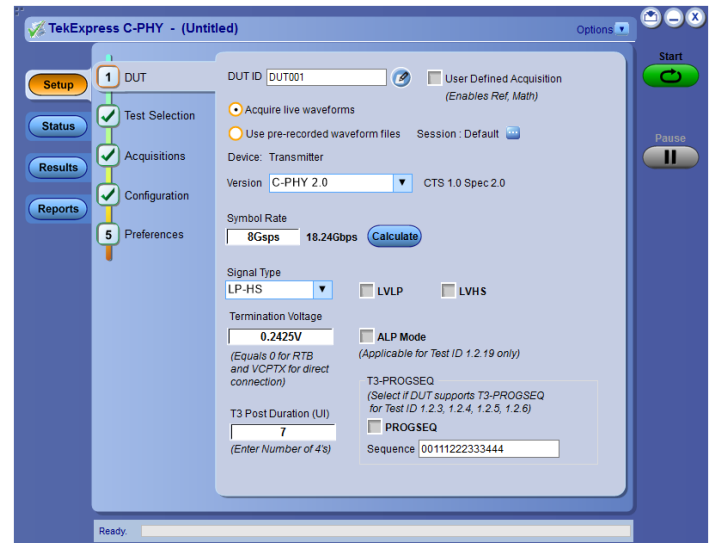 TekExpress C-PHY - (Untitled)
Options
Start
Pause
Setup
Status
Results
Reports
1 DUT
Test Selection
Acquisitions
Configuration
5 Preferences
DUT ID DUT001
User Defined Acquisition
(Enables Ref, Math)
Acquire live waveforms
Use pre-recorded waveform files Session : Default
Device: Transmitter
Version C-PHY 2.0 CTS 1.0 Spec 2.0
Symbol Rate
8Gsps 18.24Gbps Calculate
Signal Type
LP-HS LVLP LVHS
Termination Voltage
0.2425V
(Equals 0 for RTB
and VCPTX for direct
connection)
ALP Mode
(Applicable for Test ID 1.2.19 only)
T3 Post Duration (UI)
7
(Enter Number of 4's)
T3-PROGSEQ
(Select if DUT supports T3-PROGSEQ
for Test ID 1.2.3, 1.2.4, 1.2.5, 1.2.6)
PROGSEQ
Sequence 00111222333444
Ready.